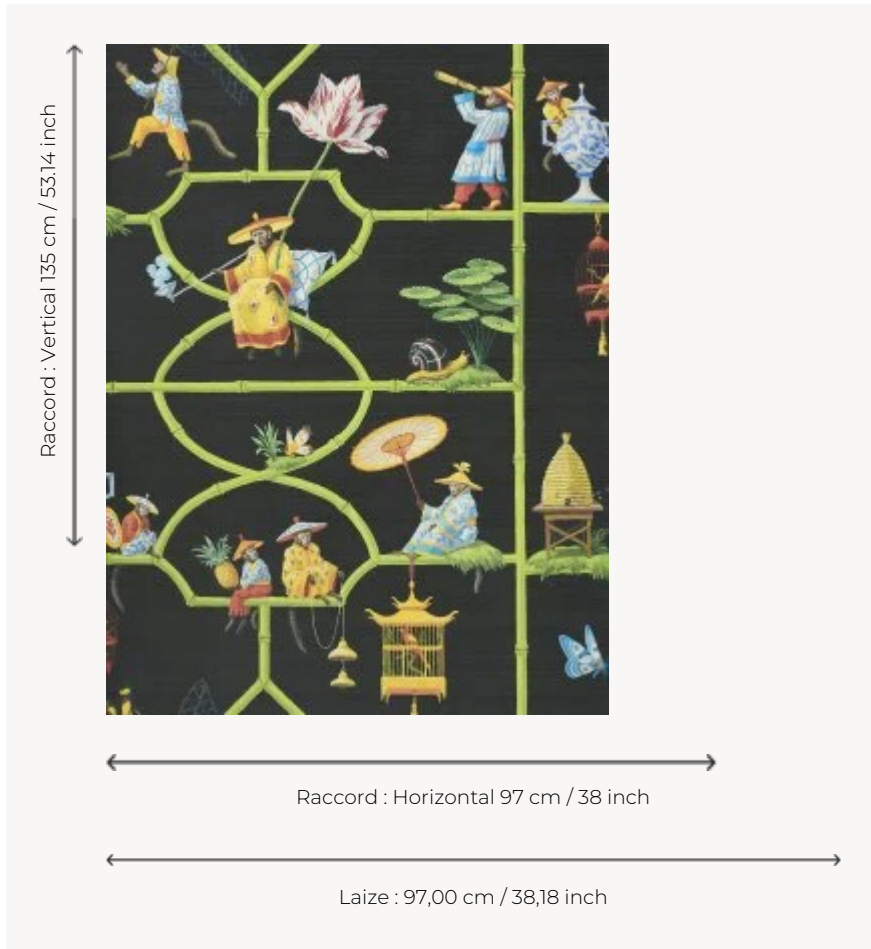 Raccord : Vertical 135 cm / 53.14 inch
Raccord : Horizontal 97 cm / 38 inch
Laize : 97,00 cm / 38,18 inch